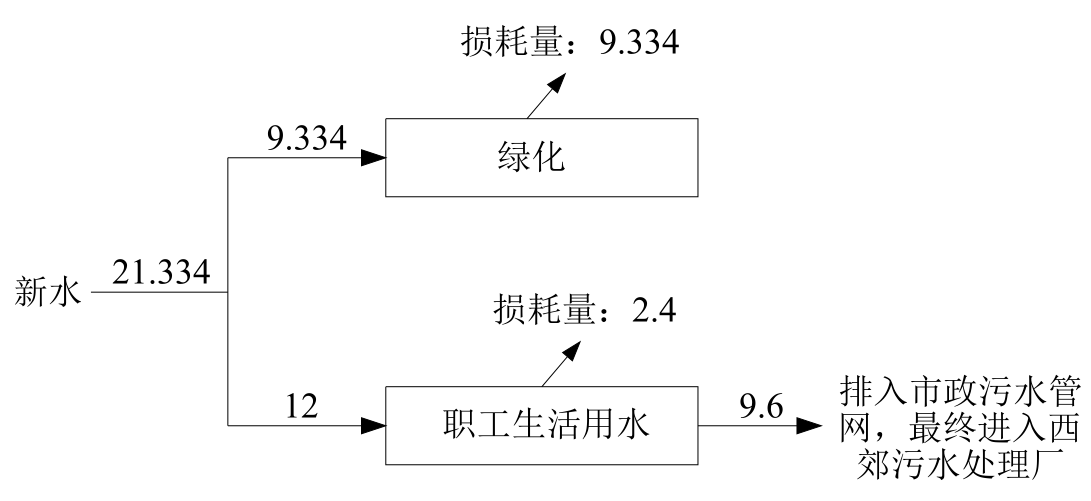 损耗量：9.334
9.334
绿化
新水
21.334
损耗量：2.4
12
职工生活用水
9.6
排入市政污水管
网，最终进入西
郊污水处理厂